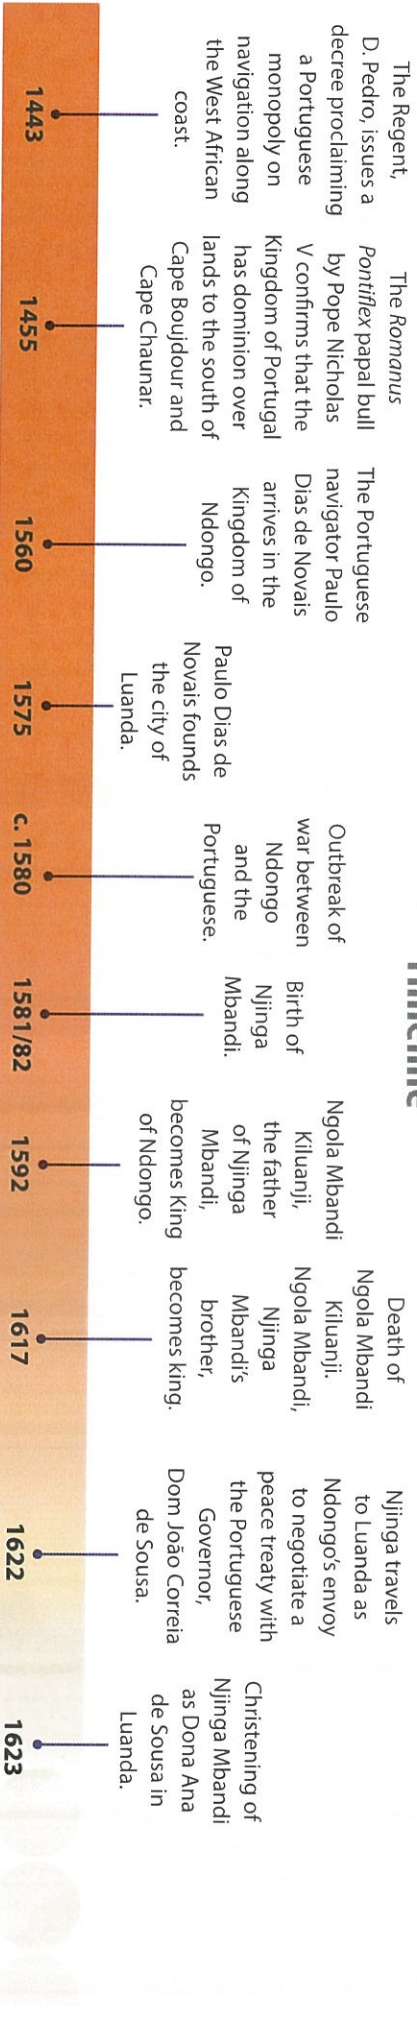 The Regent,
D. Pedro, issues a
decree proclaiming
a Portuguese
monopoly on
navigation along
the West African
coast.
1443
The Romanus
Pontiflex papal bull
by Pope Nicholas
V confirms that the
Kingdom of Portugal
has dominion over
lands to the south of
Cape Boujdour and
Cape Chaunar.
1455
The Portuguese
navigator Paulo
Dias de Novais
arrives in the
Kingdom of
Ndongo.
1560
Paulo Dias de
Novais founds
the city of
Luanda.
1575
Outbreak of
war between
Ndongo
and the
Portuguese.
c. 1580
Birth of
Njinga
Mbandi.
1581/82
Ngola Mbandi
Kiluanji,
the father
of Njinga
Mbandi,
becomes King
of Ndongo.
1592
Death of
Ngola Mbandi
Kiluanji.
Ngola Mbandi,
Njinga
Mbandi's
brother,
becomes king.
1617
Njinga travels
to Luanda as
Ndongo's envoy
to negotiate a
peace treaty with
the Portuguese
Governor,
Dom João Correia
de Sousa.
1622
Christening of
Njinga Mbandi
as Dona Ana
de Sousa in
Luanda.
1623